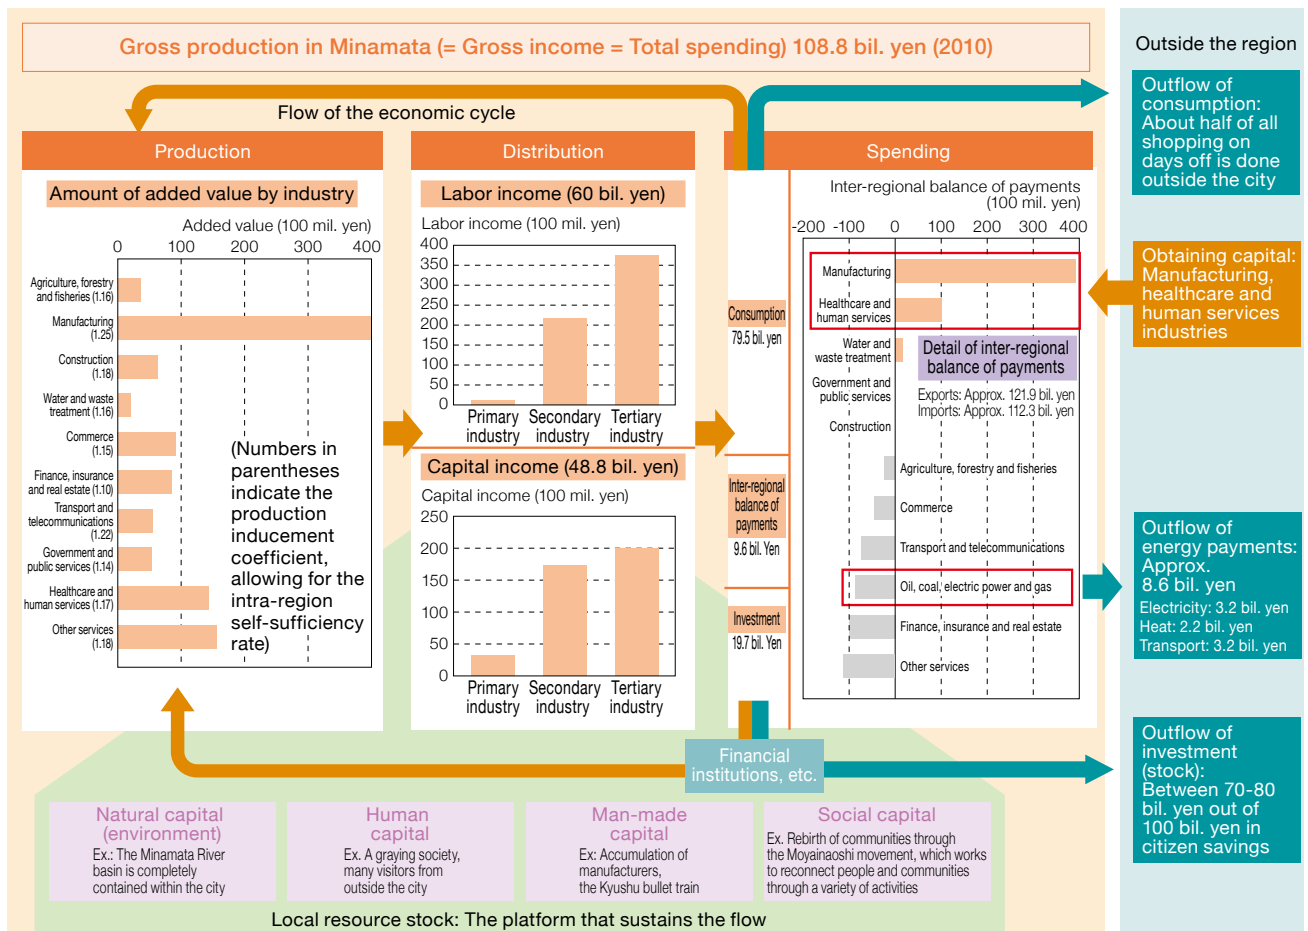 Gross production in Minamata (= Gross income = Total spending) 108.8 bil. yen (2010)
Flow of the economic cycle
Production
Amount of added value by industry
Added value (100 mil. yen)
0 100 200 300 400
Agriculture, forestry
and fisheries (1.16)
Manufacturing
(1.25)
Construction
(1.18)
Water and waste
treatment (1.16)
Commerce
(1.15)
Finance, insurance
and real estate (1.10)
Transport and
telecommunications
(1.22)
Government and
public services (1.14)
Healthcare and
human services (1.17)
Other services
(1.18)
(Numbers in
parentheses
indicate the
production
inducement
coefficient,
allowing for the
intra-region
self-sufficiency
rate)
Distribution
Labor income (60 bil. yen)
Labor income (100 mil. yen)
400
350
300
250
200
150
100
50
0
Primary
industry
Secondary
industry
Tertiary
industry
Capital income (48.8 bil. yen)
Capital income (100 mil. yen)
250
200
150
100
50
0
Primary
industry
Secondary
industry
Tertiary
industry
Spending
Consumption
79.5 bil. yen
Inter-regional
balance of
payments
9.6 bil. Yen
Investment
19.7 bil. Yen
Inter-regional balance of payments
(100 mil. yen)
-200 -100 0 100 200 300 400
Manufacturing
Healthcare and
human services
Water and
waste treatment
Government and
public services
Construction
Detail of inter-regional
balance of payments
Exports: Approx. 121.9 bil. yen
Imports: Approx. 112.3 bil. yen
Agriculture, forestry and fisheries
Commerce
Transport and telecommunications
Oil, coal, electric power and gas
Finance, insurance and real estate
Other services
Financial
institutions, etc.
Outside the region
Outflow of
consumption:
About half of all
shopping on
days off is done
outside the city
Obtaining capital:
Manufacturing,
healthcare and
human services
industries
Outflow of
energy payments:
Approx.
8.6 bil. yen
Electricity: 3.2 bil. yen
Heat: 2.2 bil. yen
Transport: 3.2 bil. yen
Outflow of
investment
(stock):
Between 70-80
bil. yen out of
100 bil. yen in
citizen savings
Natural capital
(environment)
Ex.: The Minamata River
basin is completely
contained within the city
Human
capital
Ex. A graying society,
many visitors from
outside the city
Man-made
capital
Ex: Accumulation of
manufacturers,
the Kyushu bullet train
Social capital
Ex. Rebirth of communities through
the Moyainaoshi movement, which works
to reconnect people and communities
through a variety of activities
Local resource stock: The platform that sustains the flow